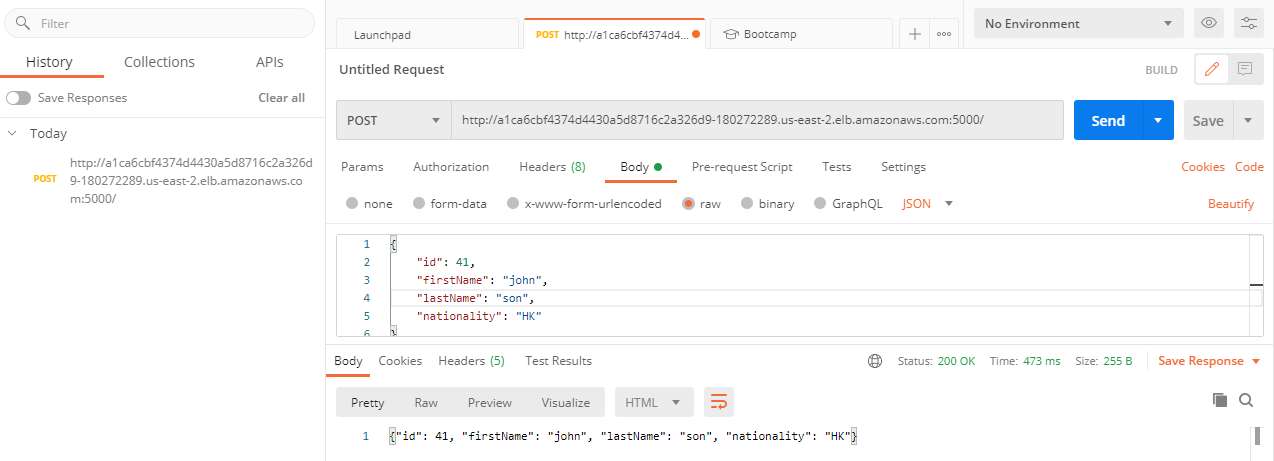 Filter
History Collections APIs
Save Responses Clear all
Today
POST
http://a1ca6cbf4374d4430a5d8716c2a326d
9-180272289.us-east-2.elb.amazonaws.co
m:5000/
Launchpad
POST http://a1ca6cbf4374d4...
Bootcamp
No Environment
Untitled Request
BUILD
POST http://a1ca6cbf4374d4430a5d8716c2a326d9-180272289.us-east-2.elb.amazonaws.com:5000/
Send Save
Params Authorization Headers (8) Body Pre-request Script Tests Settings Cookies Code
none form-data x-www-form-urlencoded raw binary GraphQL JSON Beautify
1 {
2 "id": 41,
3 "firstName": "john",
4 "lastName": "son",
5 "nationality": "HK"
6 }
Body Cookies Headers (5) Test Results Status: 200 OK Time: 473 ms Size: 255 B Save Response
Pretty Raw Preview Visualize HTML
1 {"id": 41, "firstName": "john", "lastName": "son", "nationality": "HK"}